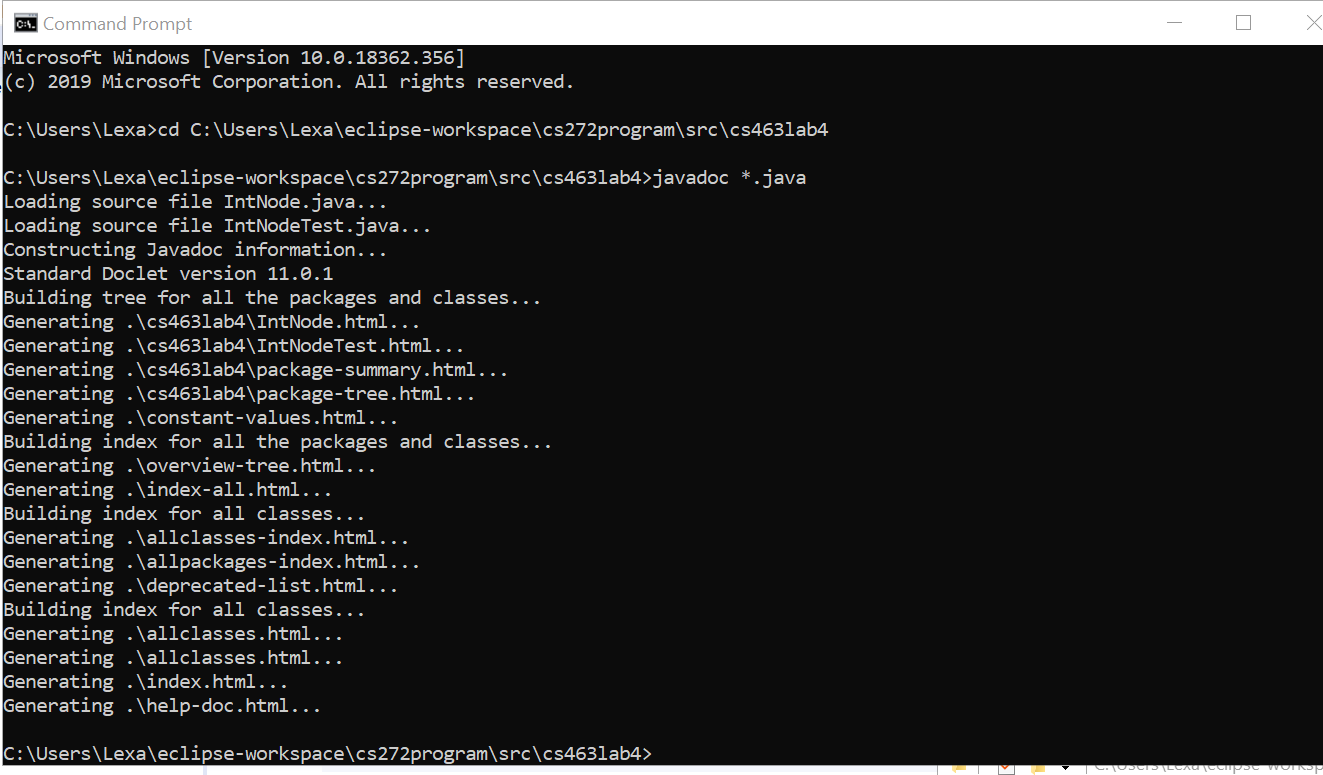 Command Prompt
Microsoft Windows [Version 10.0.18362.356]
(c) 2019 Microsoft Corporation. All rights reserved.
C:\Users\Lexa>cd C:\Users\Lexa\eclipse-workspace\cs272program\src\cs463lab4
C:\Users\Lexa\eclipse-workspace\cs272program\src\cs463lab4>javadoc *.java
Loading source file IntNode.java...
Loading source file IntNodeTest.java...
Constructing Javadoc information...
Standard Doclet version 11.0.1
Building tree for all the packages and classes...
Generating .\cs463lab4\IntNode.html...
Generating .\cs463lab4\IntNodeTest.html...
Generating .\cs463lab4\package-summary.html...
Generating .\cs463lab4\package-tree.html...
Generating .\constant-values.html...
Building index for all the packages and classes...
Generating .\overview-tree.html...
Generating .\index-all.html...
Building index for all classes...
Generating .\allclasses-index.html...
Generating .\allpackages-index.html...
Generating .\deprecated-list.html...
Building index for all classes...
Generating .\allclasses.html...
Generating .\allclasses.html...
Generating .\index.html...
Generating .\help-doc.html...
C:\Users\Lexa\eclipse-workspace\cs272program\src\cs463lab4>